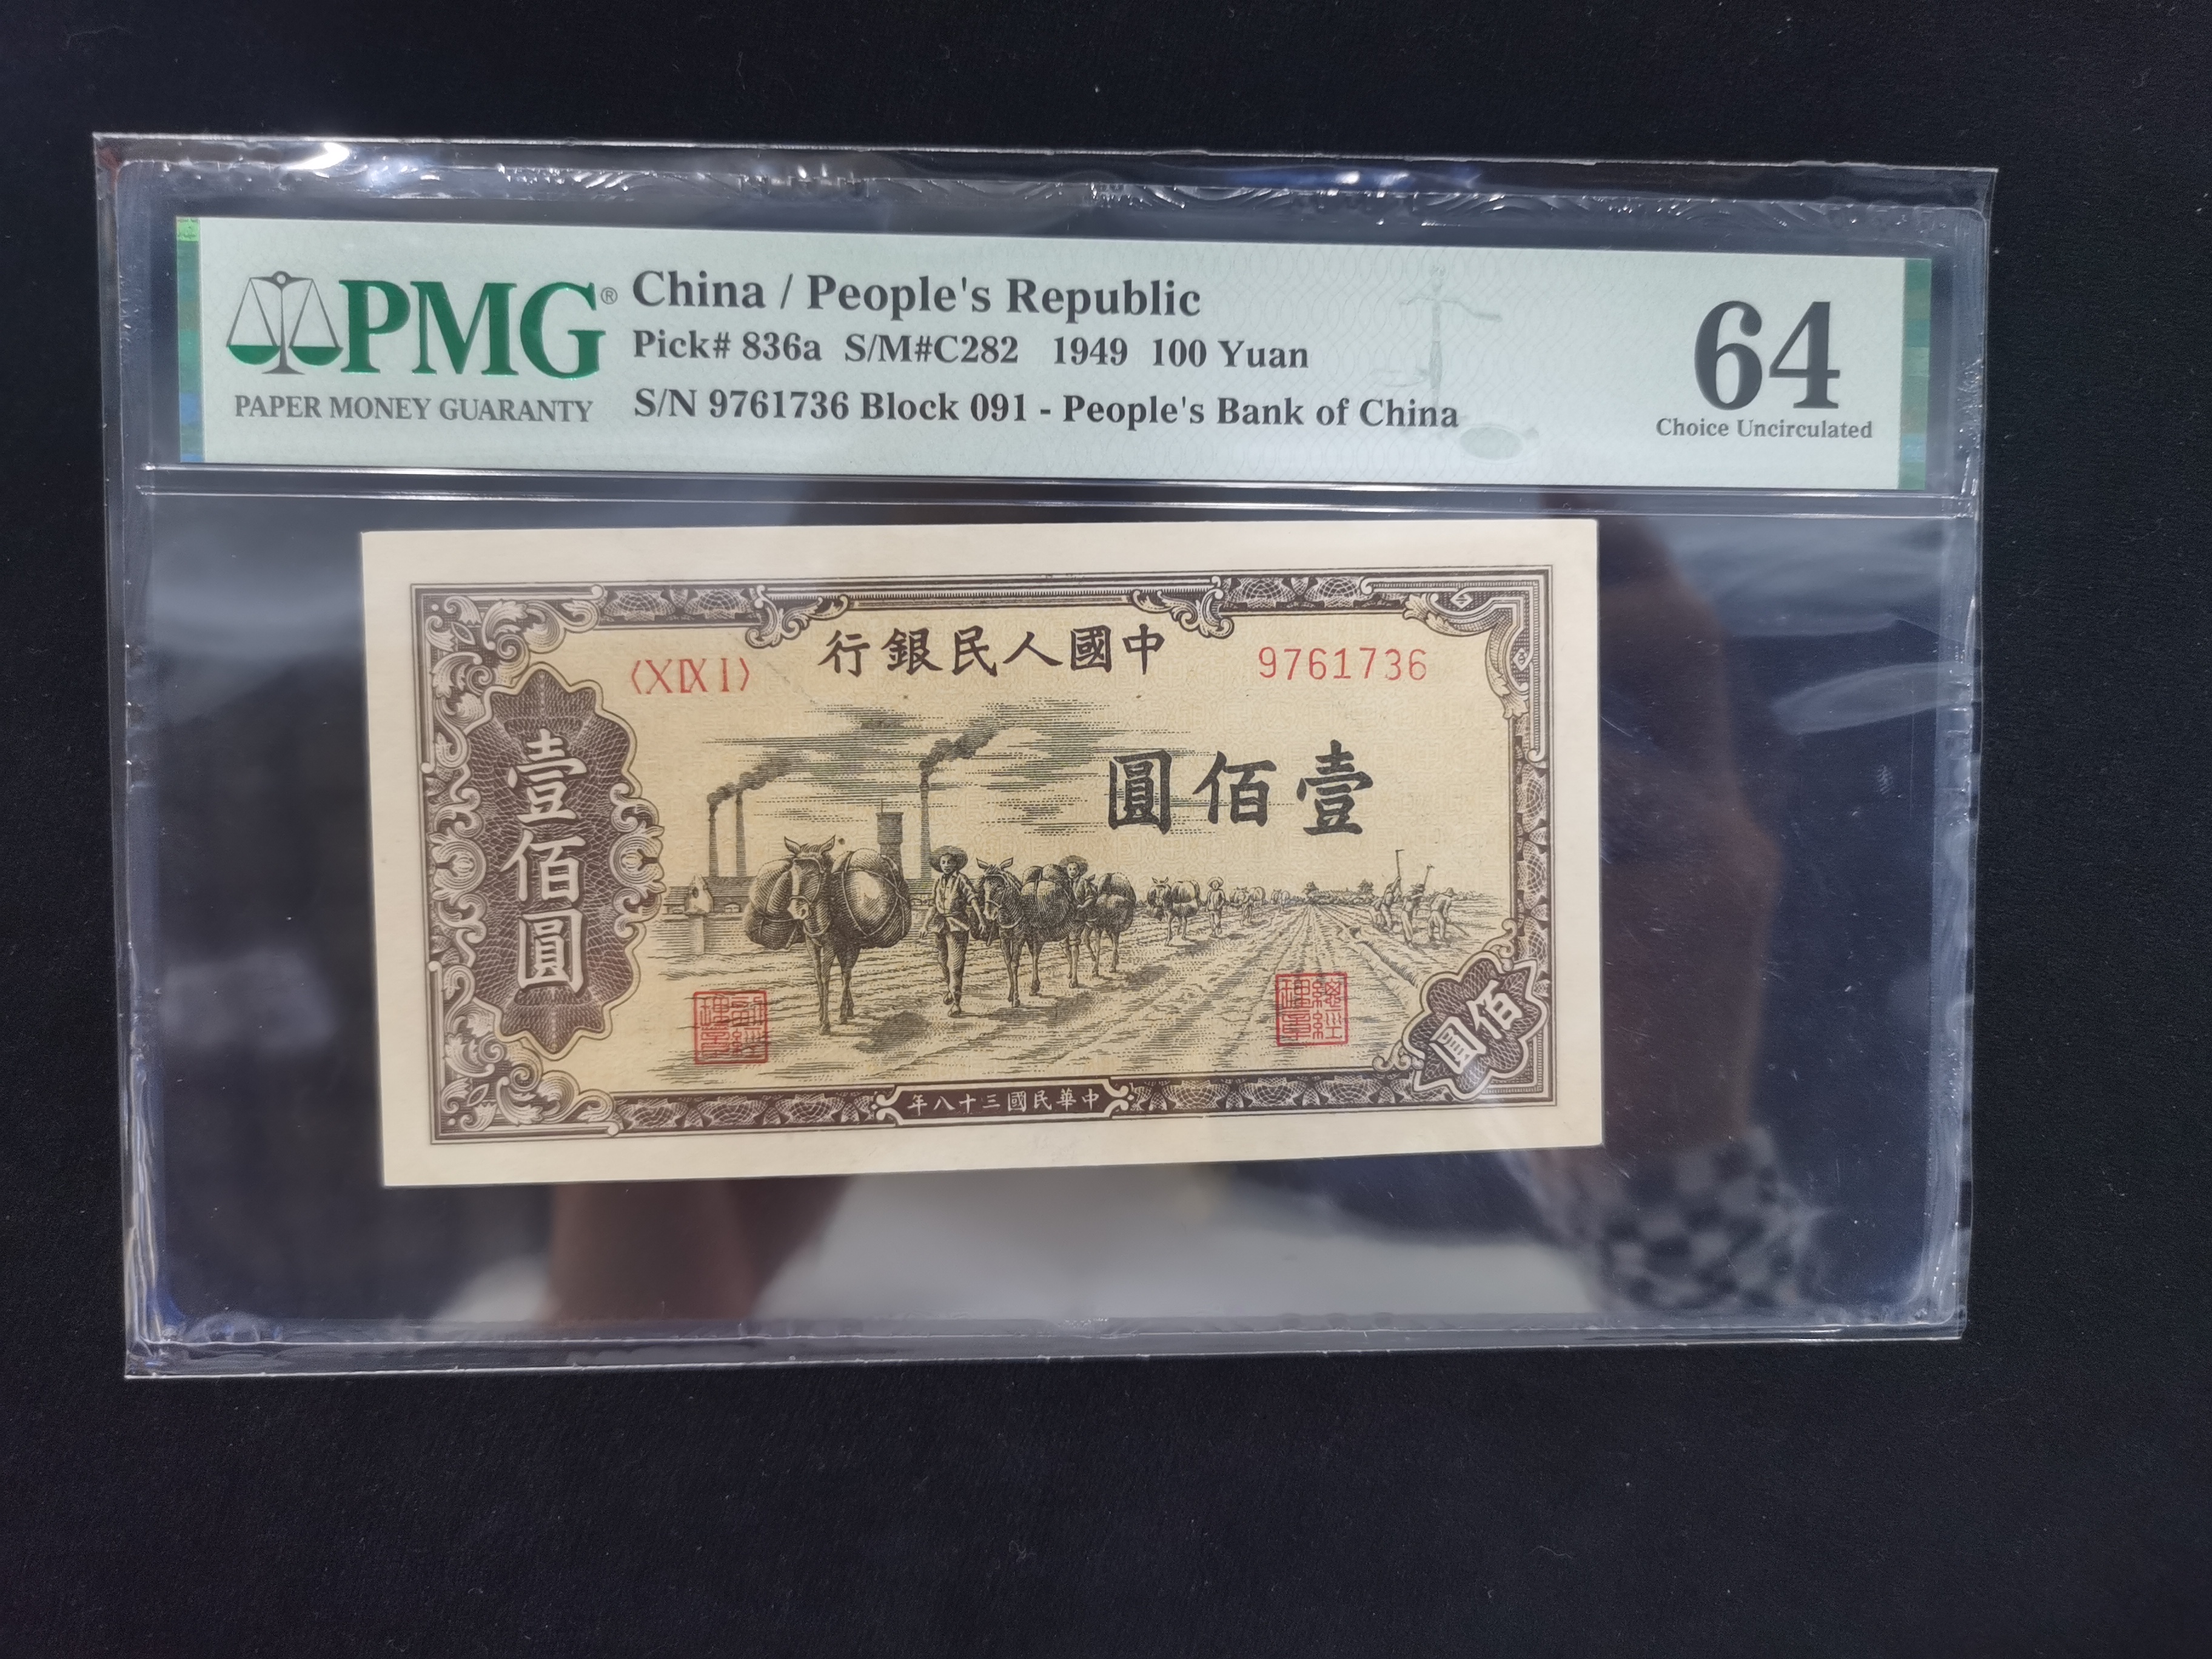 PMG®
PAPER MONEY GUARANTY
China / People's Republic
Pick# 836a S/M#C282 1949 100 Yuan
S/N 9761736 Block 091 - People's Bank of China
64
Choice Uncirculated
行銀民人國中
〈XIXI〉
9761736
圓佰壹
壹佰圓
佰圓
年八十三國民華中